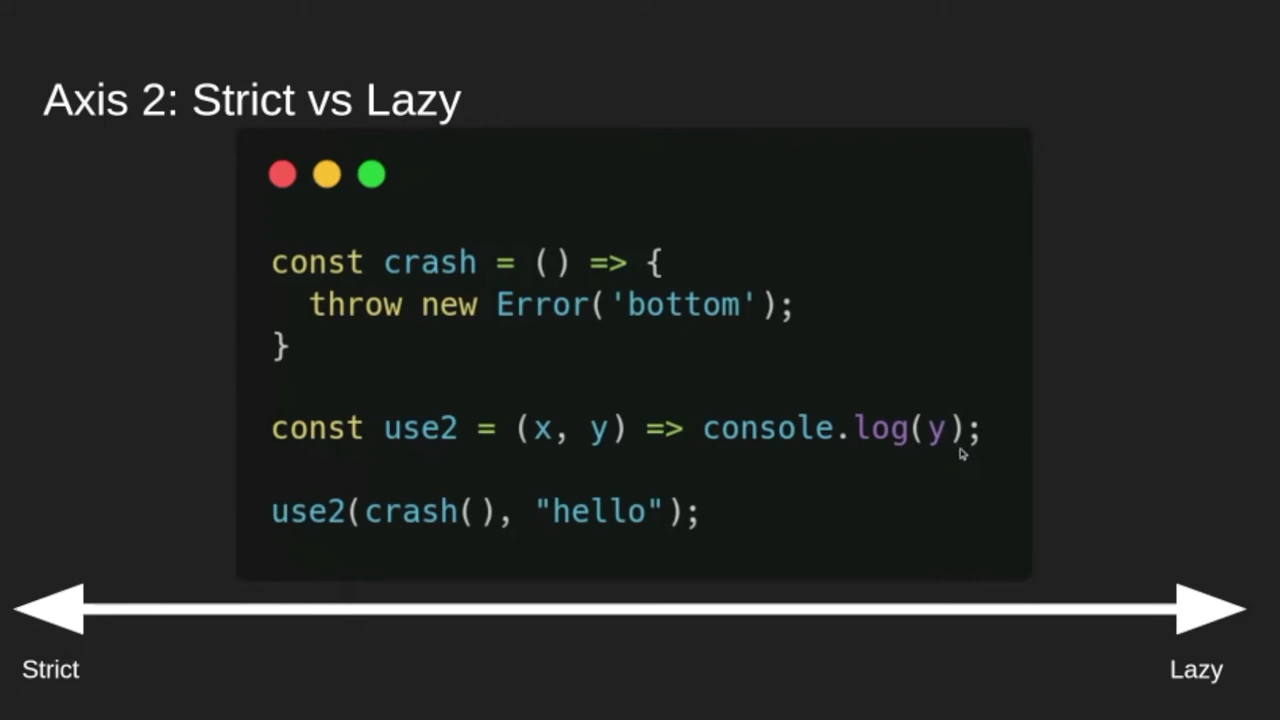 Axis 2: Strict vs Lazy
const crash = () => {
  throw new Error('bottom');
}
const use2 = (x, y) => console.log(y);
use2(crash(), "hello");
Strict
Lazy